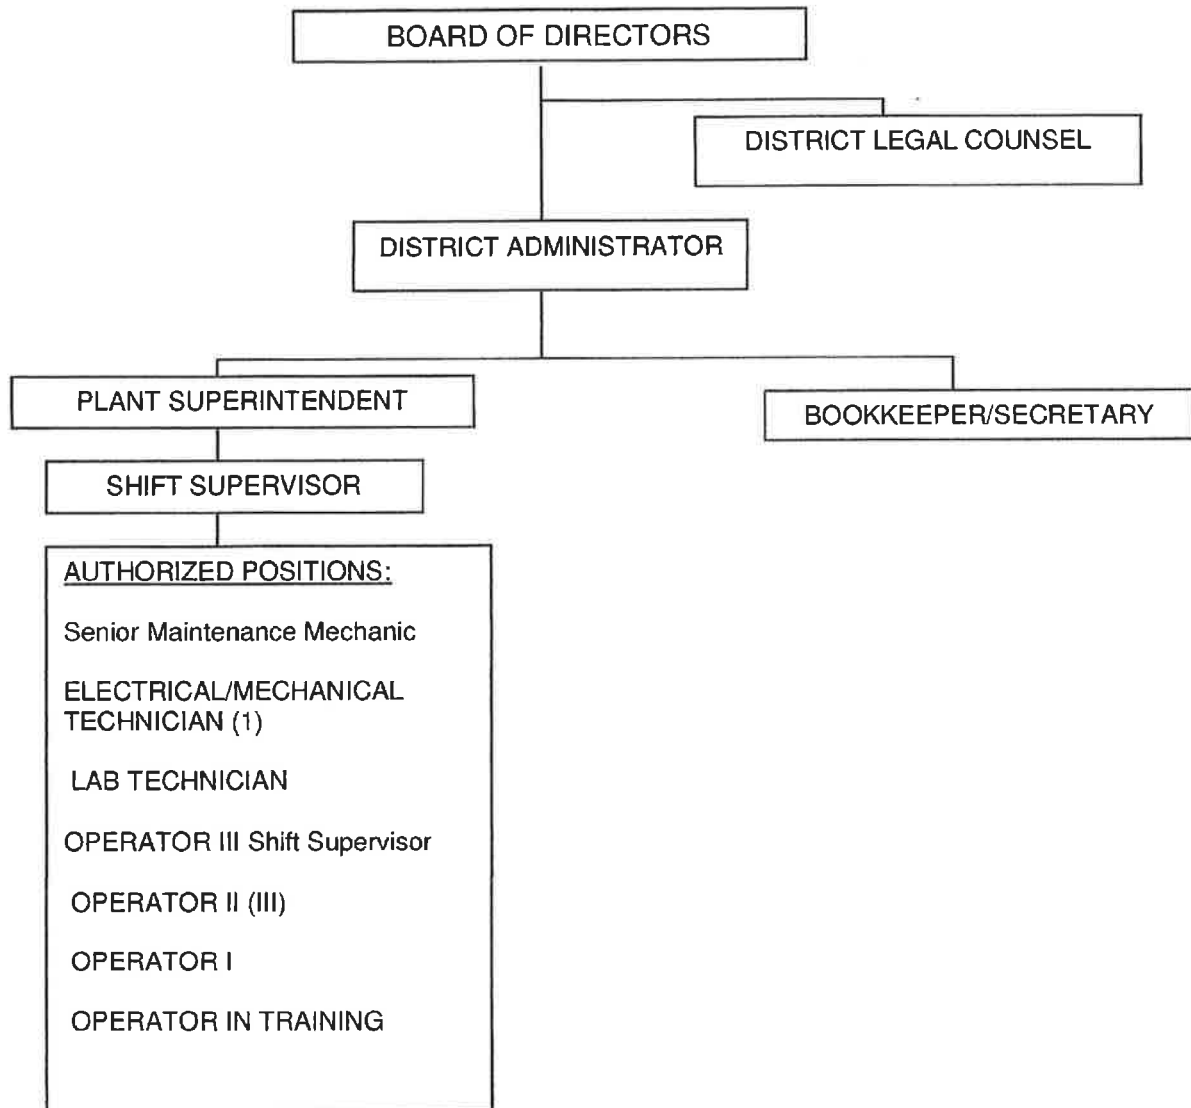 BOARD OF DIRECTORS
DISTRICT LEGAL COUNSEL
DISTRICT ADMINISTRATOR
PLANT SUPERINTENDENT
BOOKKEEPER/SECRETARY
SHIFT SUPERVISOR
AUTHORIZED POSITIONS:
Senior Maintenance Mechanic
ELECTRICAL/MECHANICAL
TECHNICIAN (1)
LAB TECHNICIAN
OPERATOR III Shift Supervisor
OPERATOR II (III)
OPERATOR I
OPERATOR IN TRAINING